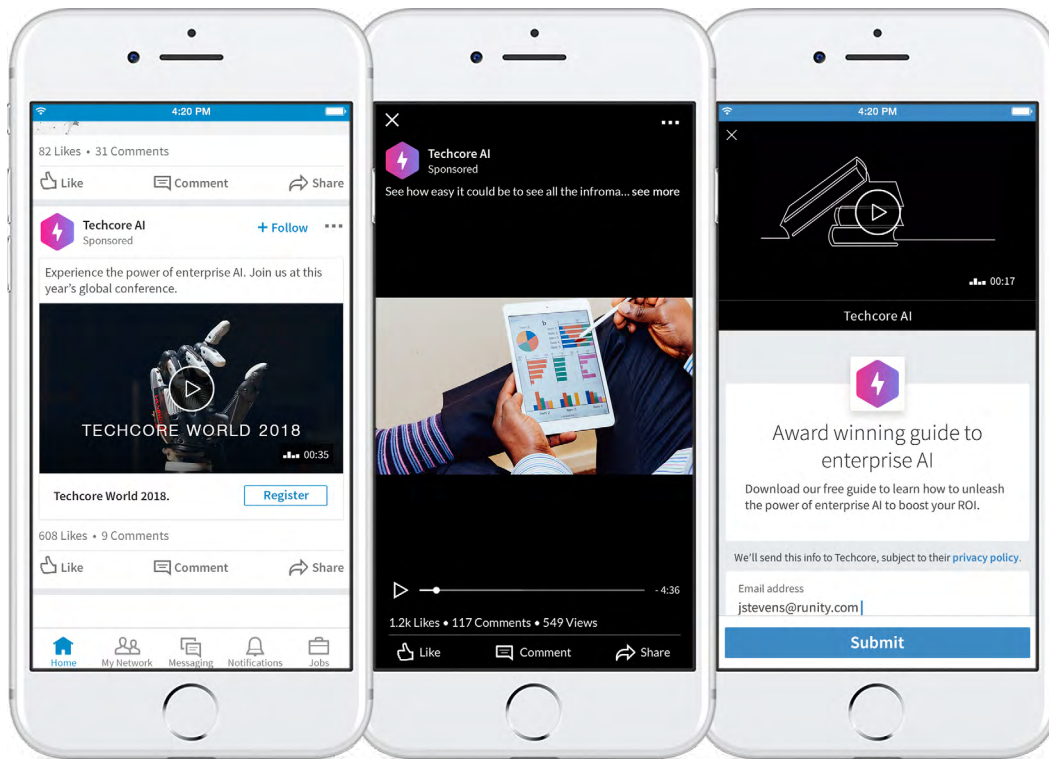 4:20 PM
82 Likes • 31 Comments
Like Comment Share
Techcore AI
+ Follow
Sponsored
Experience the power of enterprise AI. Join us at this
year's global conference.
TECHCORE WORLD 2018
00:35
Techcore World 2018.
Register
608 Likes • 9 Comments
Like Comment Share
Home My Network Messaging Notifications Jobs
Techcore AI
Sponsored
See how easy it could be to see all the infroma... see more
- 4:36
1.2k Likes • 117 Comments • 549 Views
Like Comment Share
4:20 PM
00:17
Techcore AI
Award winning guide to
enterprise AI
Download our free guide to learn how to unleash
the power of enterprise AI to boost your ROI.
We'll send this info to Techcore, subject to their privacy policy.
Email address
jstevens@runity.com
Submit